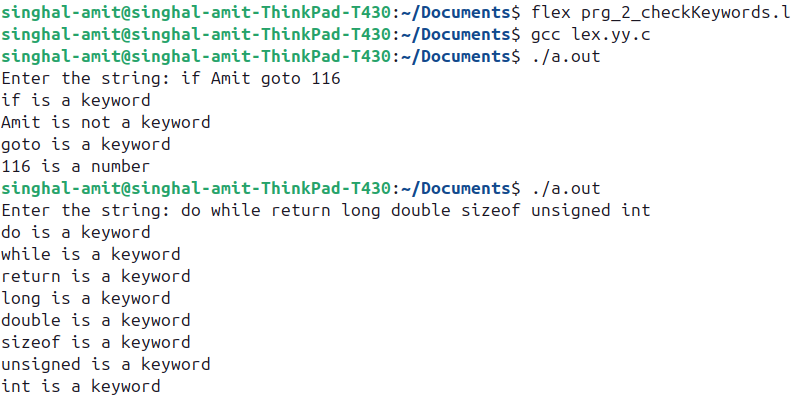 singhal-amit@singhal-amit-ThinkPad-T430:~/Documents$ flex prg_2_checkKeywords.l
singhal-amit@singhal-amit-ThinkPad-T430:~/Documents$ gcc lex.yy.c
singhal-amit@singhal-amit-ThinkPad-T430:~/Documents$ ./a.out
Enter the string: if Amit goto 116
if is a keyword
Amit is not a keyword
goto is a keyword
116 is a number
singhal-amit@singhal-amit-ThinkPad-T430:~/Documents$ ./a.out
Enter the string: do while return long double sizeof unsigned int
do is a keyword
while is a keyword
return is a keyword
long is a keyword
double is a keyword
sizeof is a keyword
unsigned is a keyword
int is a keyword